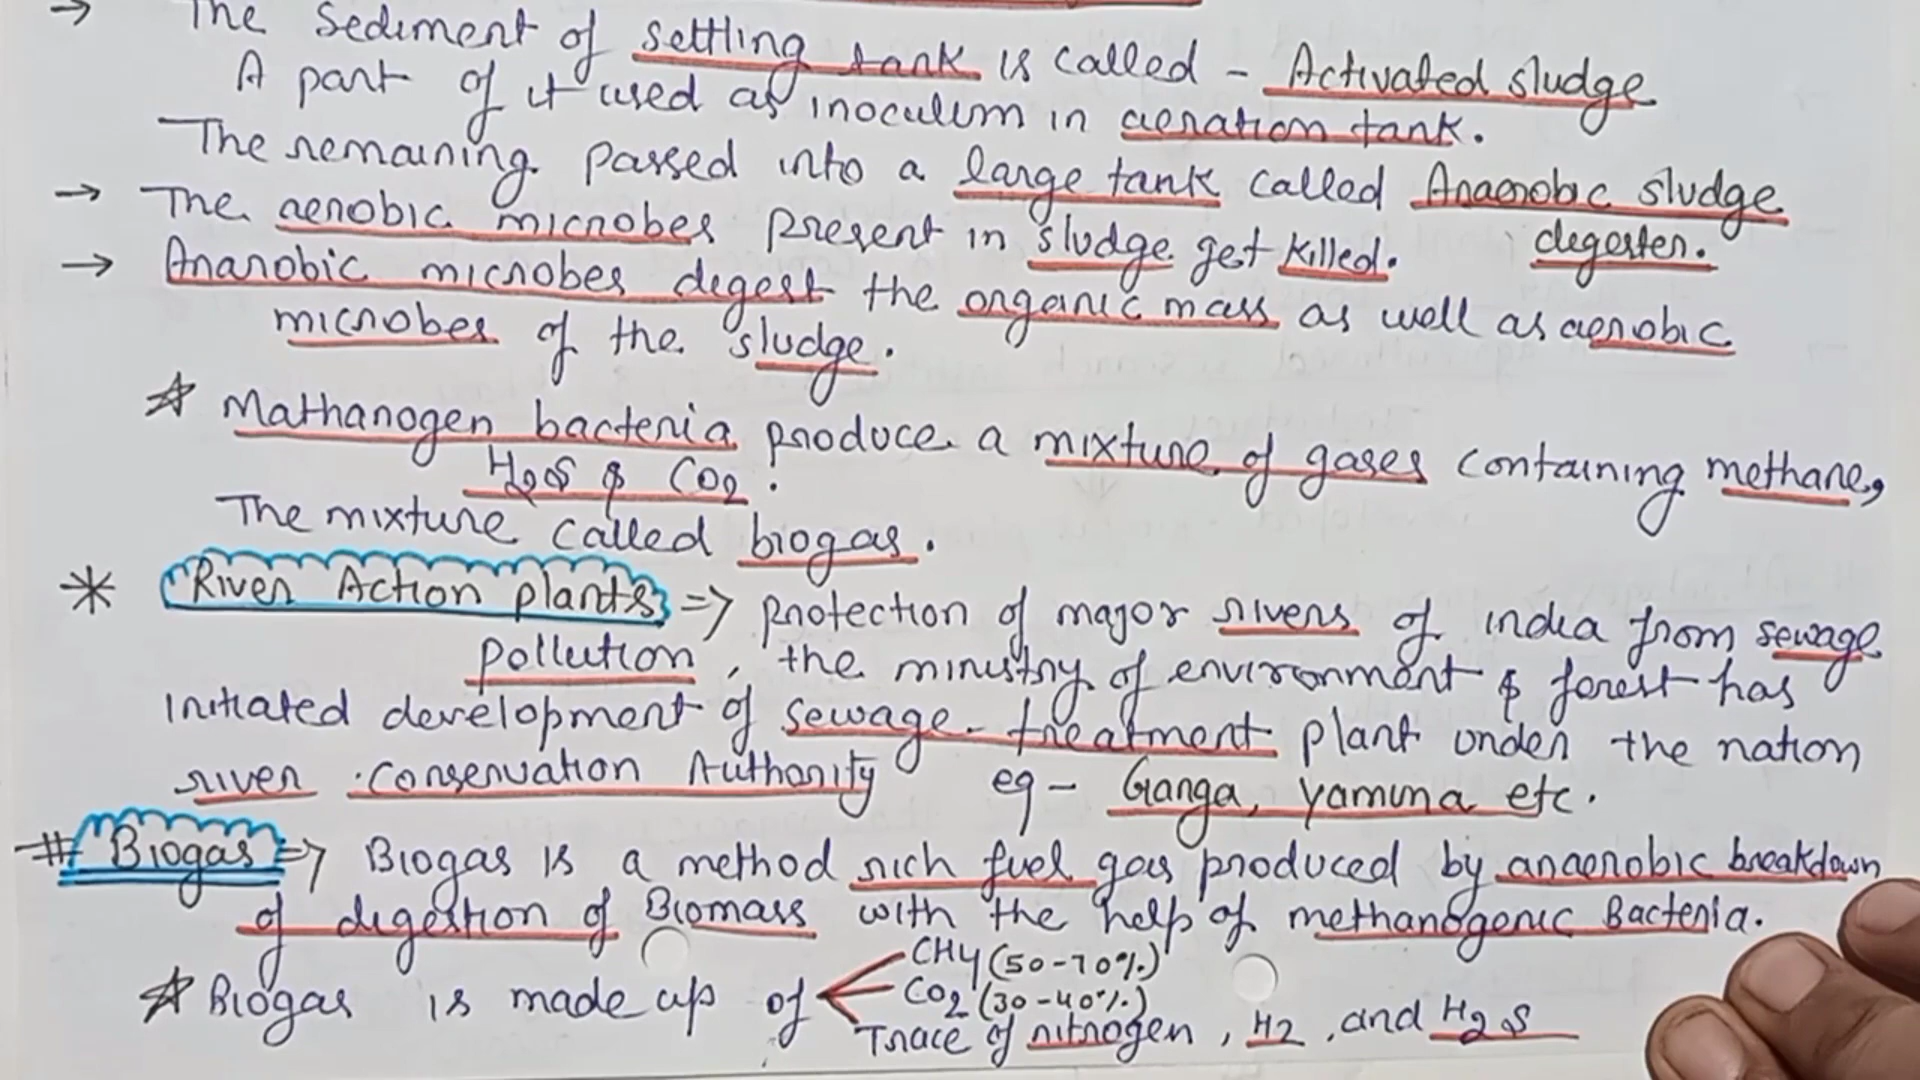 → The sediment of settling tank is called - Activated sludge
A part of it used as inoculum in aeration tank.
The remaining passed into a large tank called Anaerobic sludge
digester.
→ The aerobic microbes present in sludge get killed.
→ Anarobic microbes digest the organic mass as well as aerobic
microbes of the sludge.
☆ Mathanogen bacteria produce a mixture of gases containing methane,
H2S & CO2.
The mixture called biogas.
* River Action plants => protection of major rivers of india from sewage
pollution, the ministry of environment & forest has
initiated development of sewage-treatment plant under the nation
river conservation Authority eg- Ganga, Yamuna etc.
# Biogas => Biogas is a method rich fuel gas produced by anaerobic breakdown
of digestion of Biomass with the help of methanogenic Bacteria.
☆ Biogas is made up of CH4 (50-70%)
CO2 (30-40%)
Trace of nitrogen, H2, and H2S